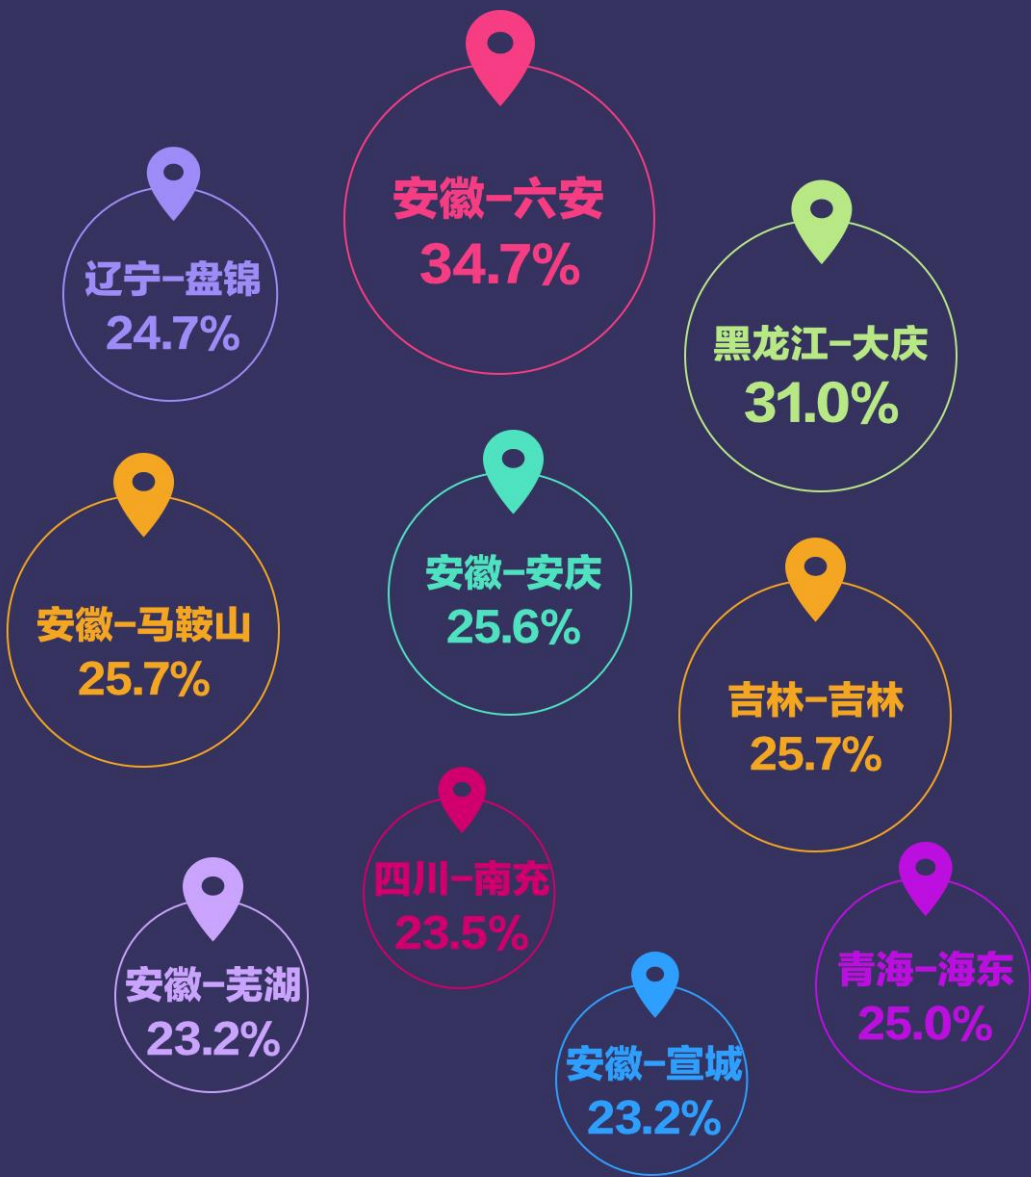 安徽-六安
34.7%
辽宁-盘锦
24.7%
黑龙江-大庆
31.0%
安徽-马鞍山
25.7%
安徽-安庆
25.6%
吉林-吉林
25.7%
四川-南充
23.5%
安徽-芜湖
23.2%
青海-海东
25.0%
安徽-宣城
23.2%